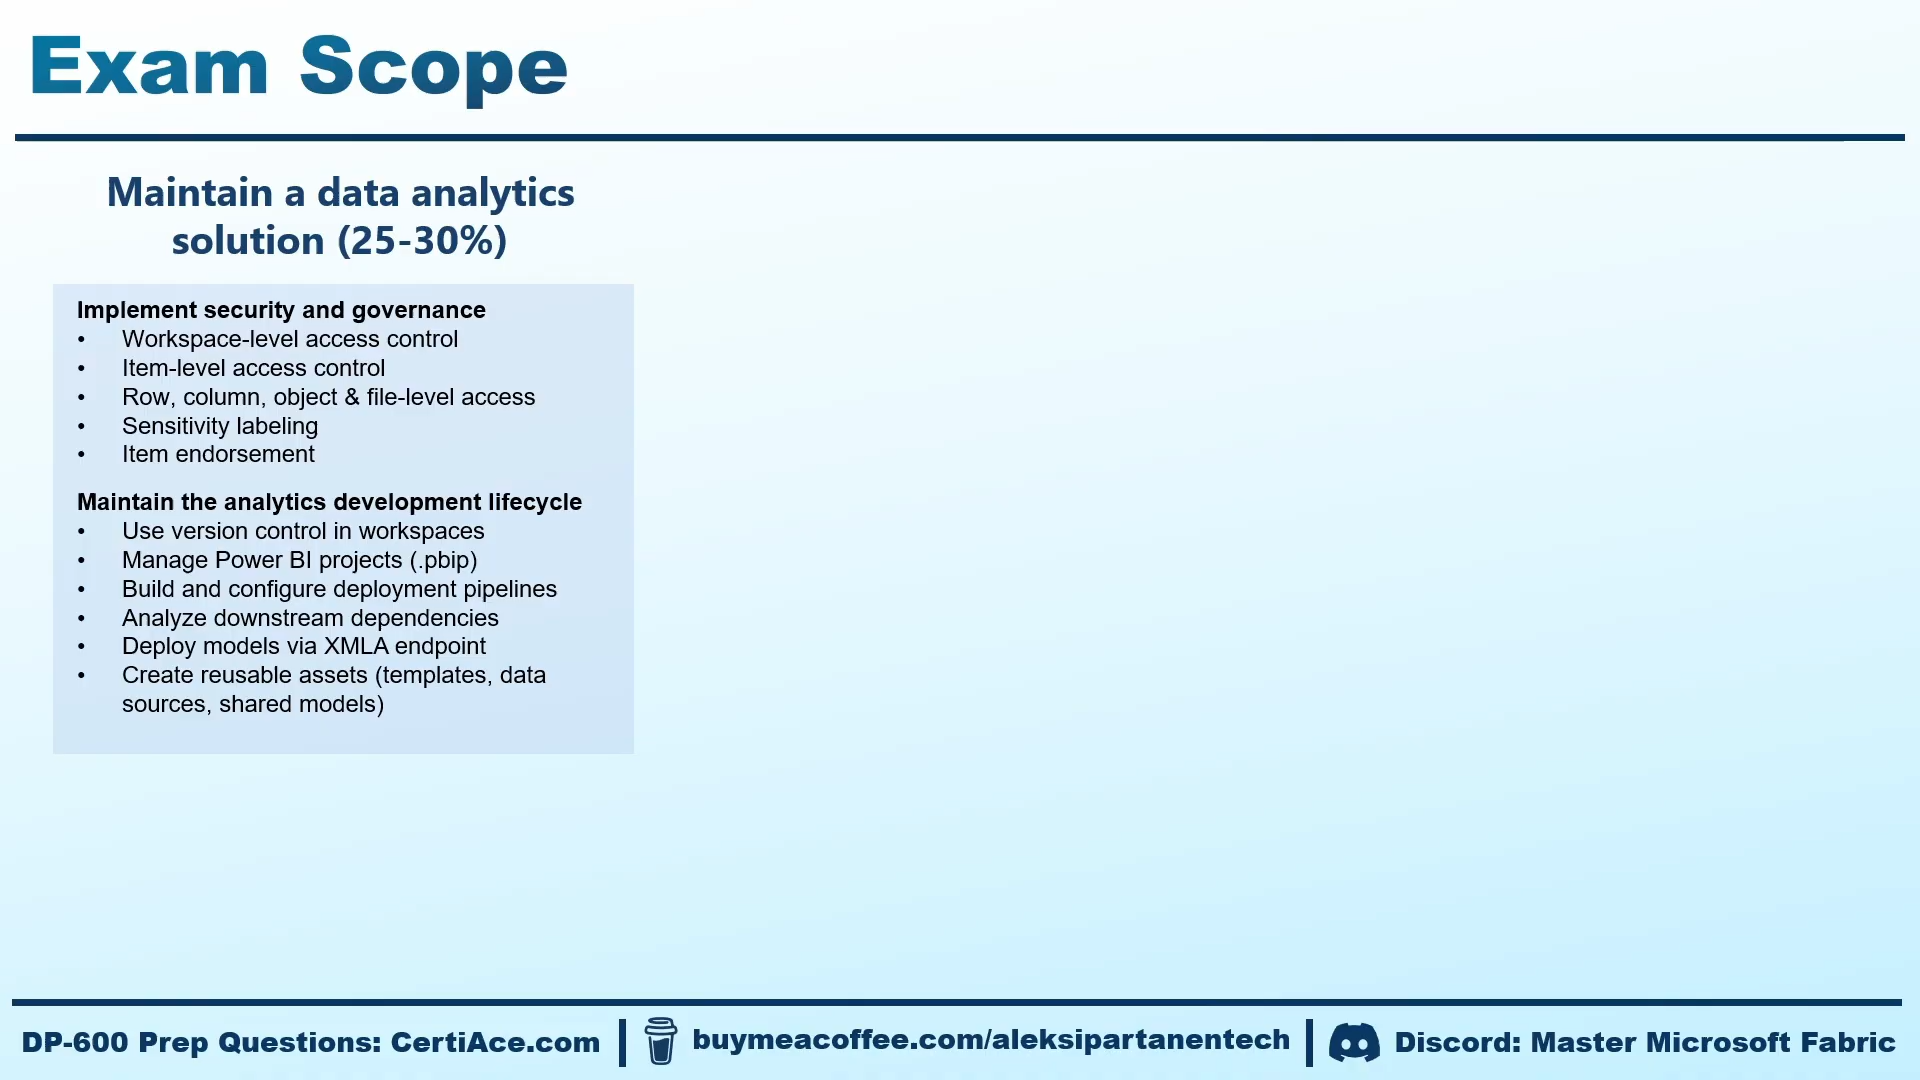 Exam Scope
Maintain a data analytics
solution (25-30%)
Implement security and governance
• Workspace-level access control
• Item-level access control
• Row, column, object & file-level access
• Sensitivity labeling
• Item endorsement
Maintain the analytics development lifecycle
• Use version control in workspaces
• Manage Power BI projects (.pbip)
• Build and configure deployment pipelines
• Analyze downstream dependencies
• Deploy models via XMLA endpoint
• Create reusable assets (templates, data
sources, shared models)
DP-600 Prep Questions: CertiAce.com
buymeacoffee.com/aleksipartanentech
Discord: Master Microsoft Fabric